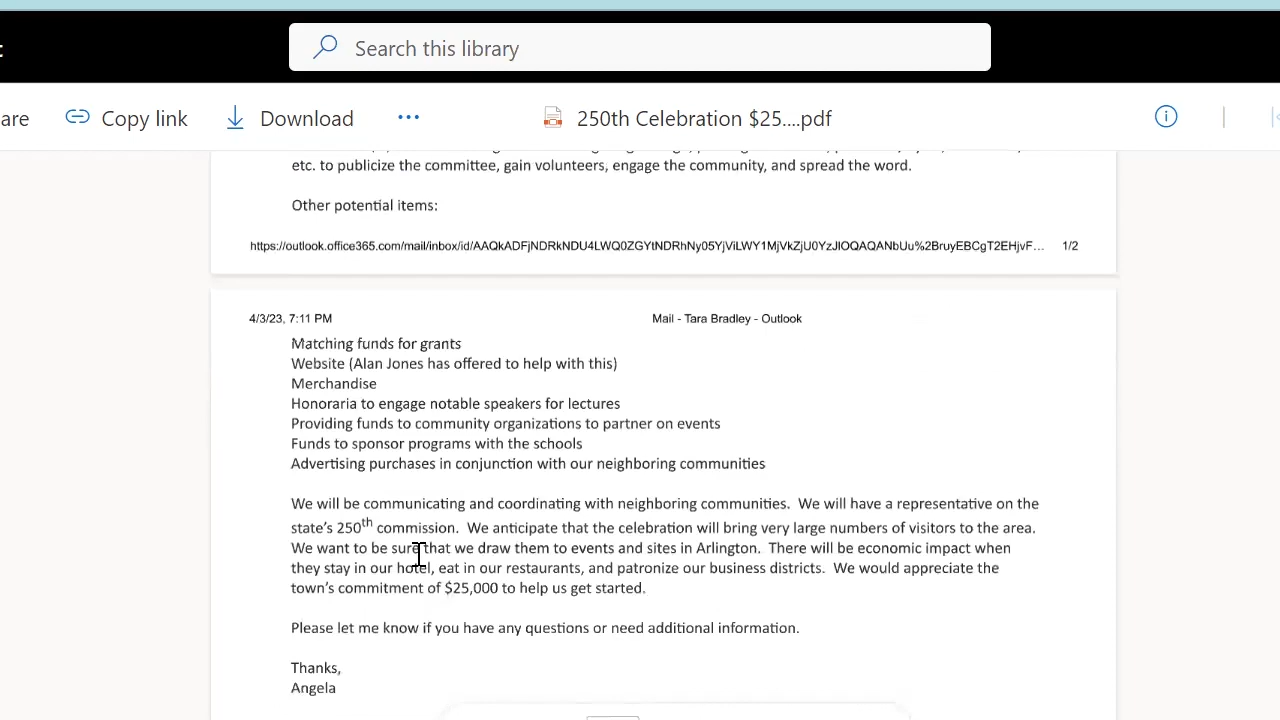 Search this library
are Copy link Download ... 250th Celebration $25....pdf
etc. to publicize the committee, gain volunteers, engage the community, and spread the word.
Other potential items:
4/3/23, 7:11 PM Mail - Tara Bradley - Outlook
Matching funds for grants
Website (Alan Jones has offered to help with this)
Merchandise
Honoraria to engage notable speakers for lectures
Providing funds to community organizations to partner on events
Funds to sponsor programs with the schools
Advertising purchases in conjunction with our neighboring communities
We will be communicating and coordinating with neighboring communities. We will have a representative on the
state's 250th commission. We anticipate that the celebration will bring very large numbers of visitors to the area.
We want to be sure that we draw them to events and sites in Arlington. There will be economic impact when
they stay in our hotel, eat in our restaurants, and patronize our business districts. We would appreciate the
town's commitment of $25,000 to help us get started.
Please let me know if you have any questions or need additional information.
Thanks,
Angela